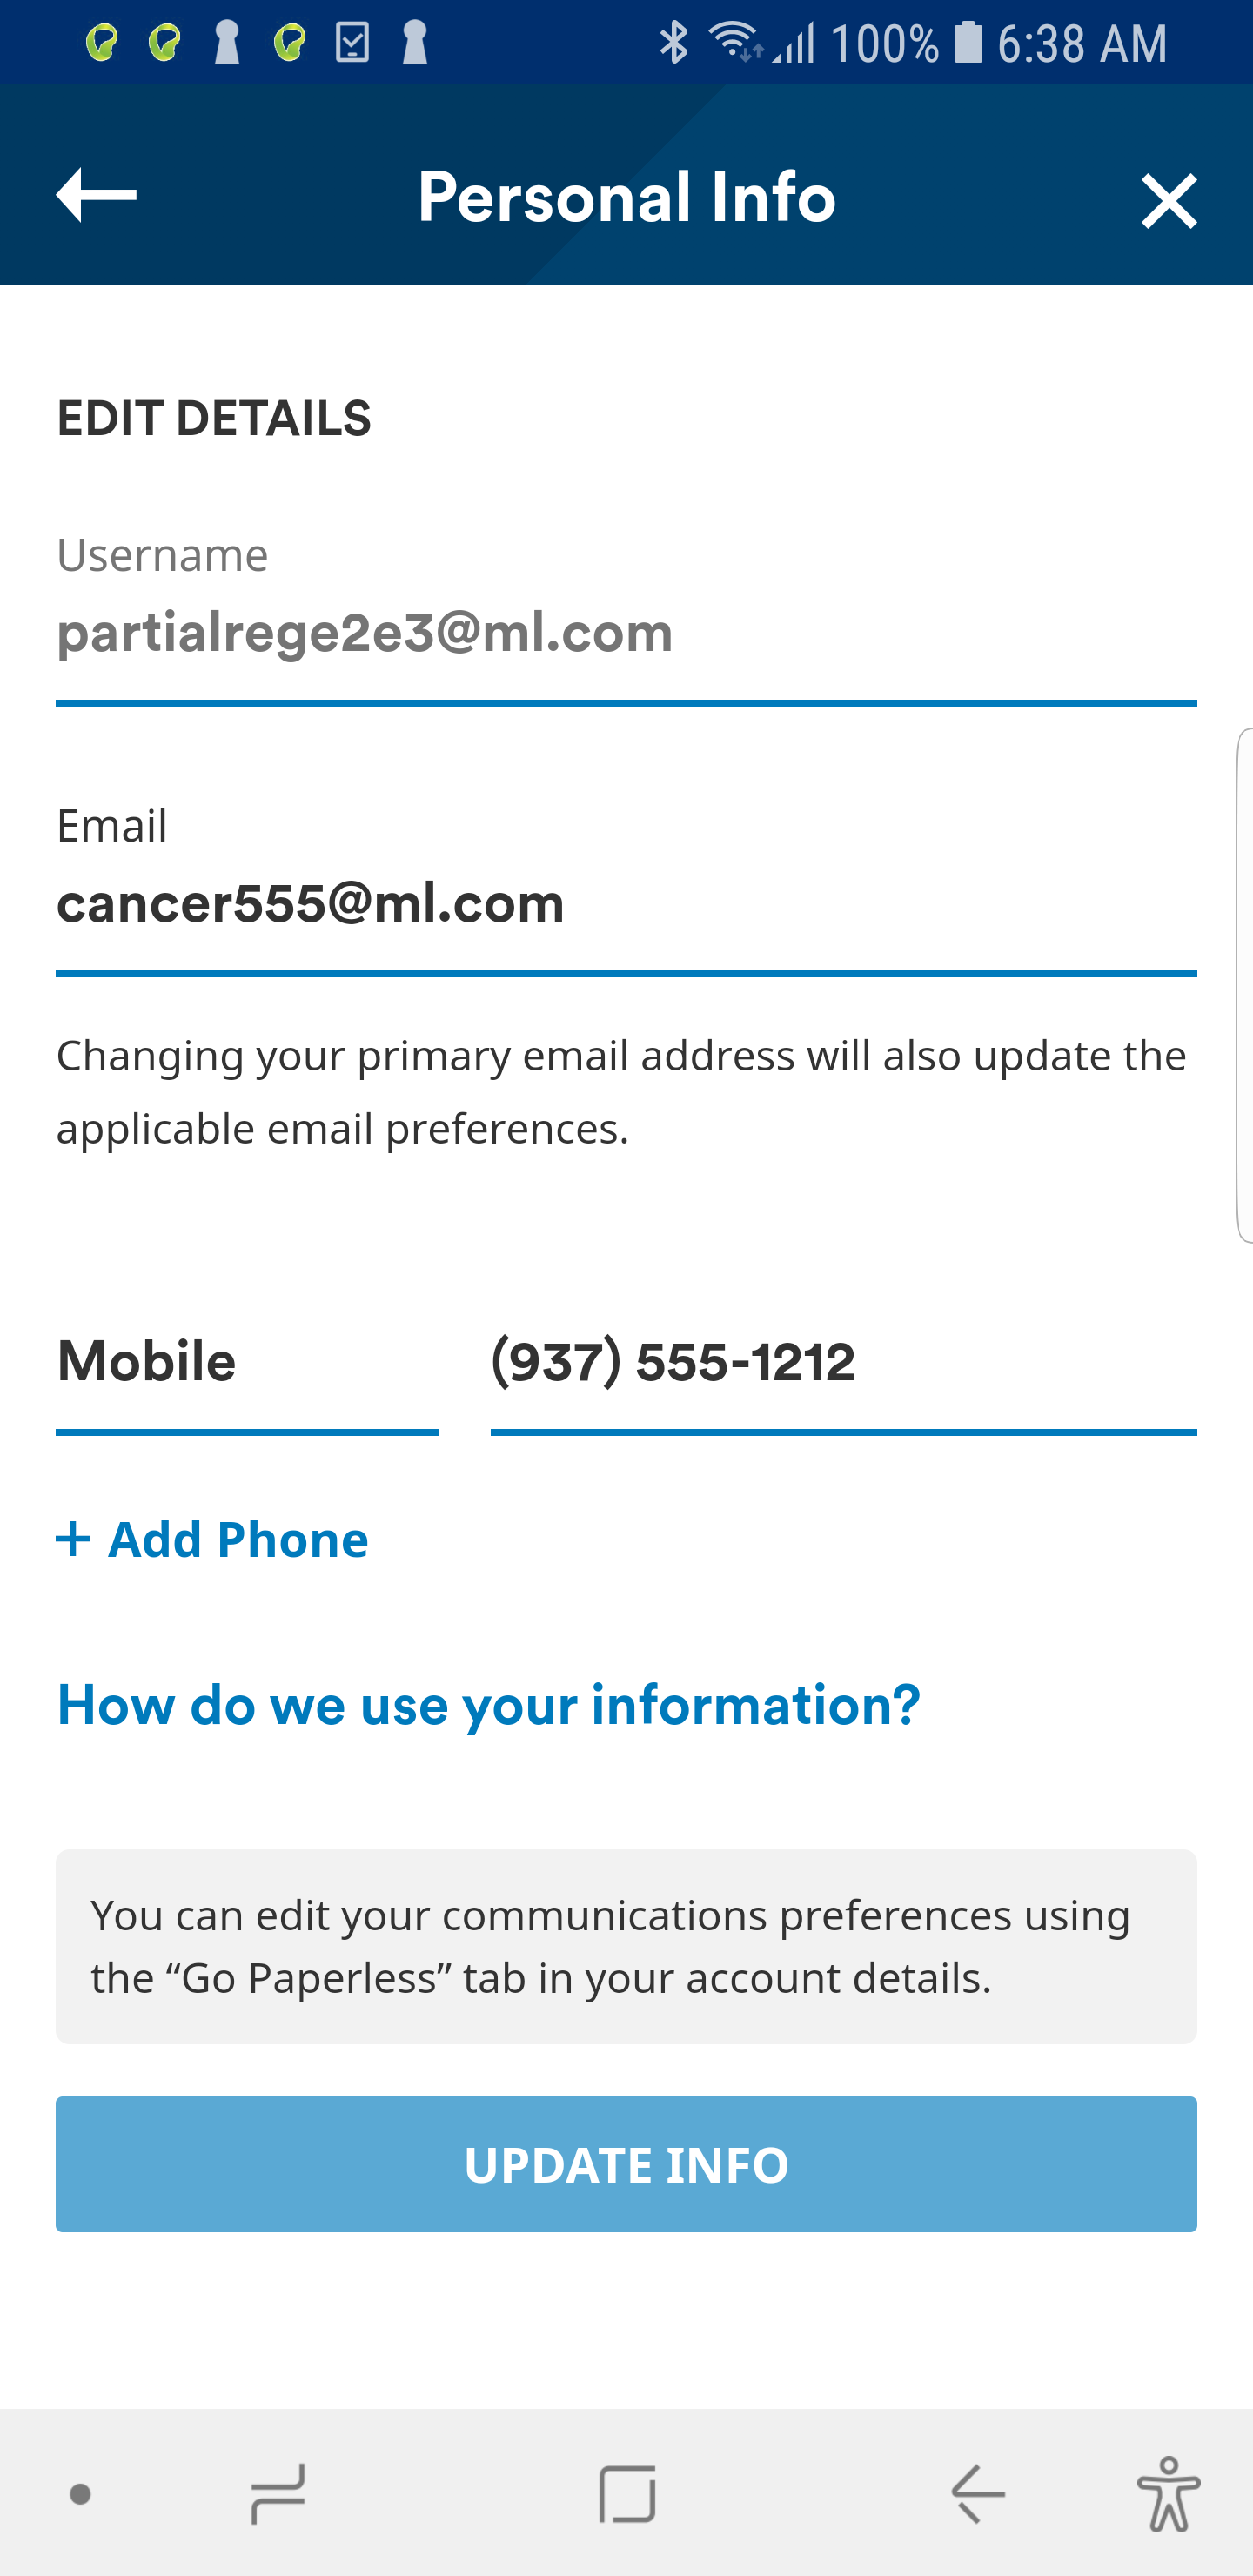 100% 6:38 AM
Personal Info
EDIT DETAILS
Username
partialrege2e3@ml.com
Email
cancer555@ml.com
Changing your primary email address will also update the
applicable email preferences.
Mobile (937) 555-1212
+ Add Phone
How do we use your information?
You can edit your communications preferences using
the “Go Paperless” tab in your account details.
UPDATE INFO